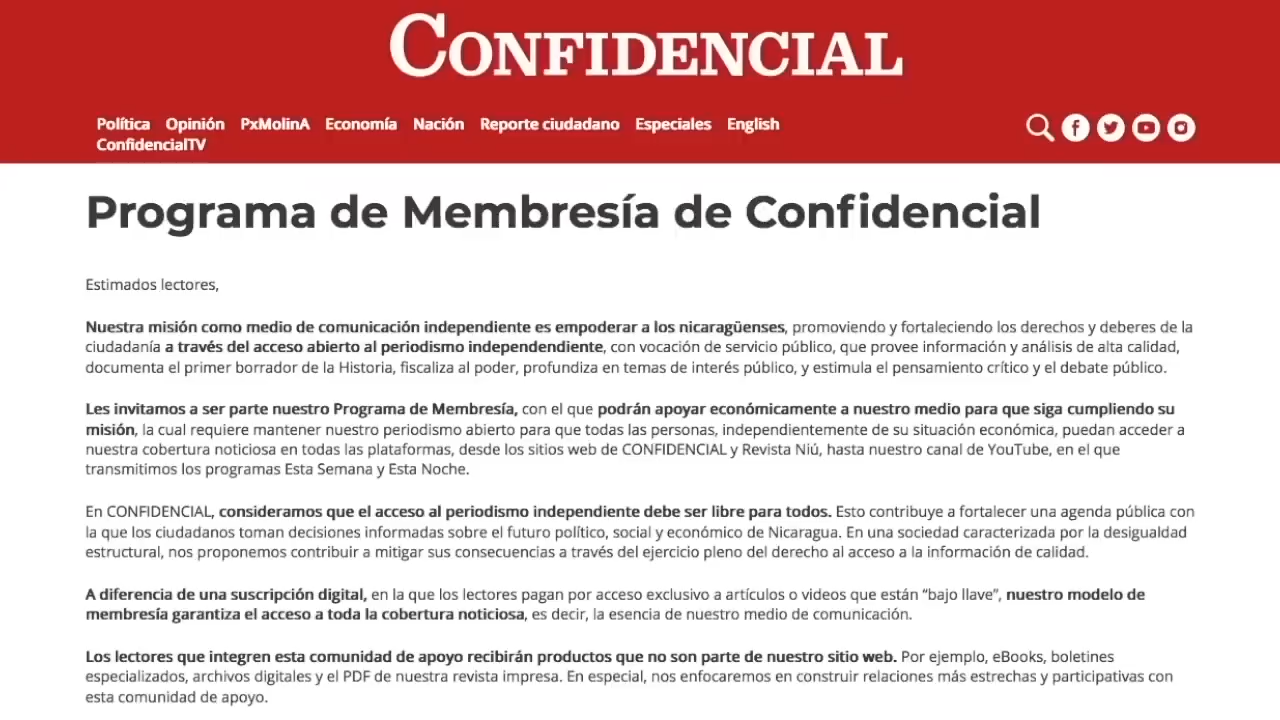 CONFIDENCIAL
Política Opinión PxMolinA Economía Nación Reporte ciudadano Especiales English
ConfidencialTV
Programa de Membresía de Confidencial
Estimados lectores,
Nuestra misión como medio de comunicación independiente es empoderar a los nicaragüenses, promoviendo y fortaleciendo los derechos y deberes de la
ciudadanía a través del acceso abierto al periodismo independendiente, con vocación de servicio público, que provee información y análisis de alta calidad,
documenta el primer borrador de la Historia, fiscaliza al poder, profundiza en temas de interés público, y estimula el pensamiento crítico y el debate público.
Les invitamos a ser parte nuestro Programa de Membresía, con el que podrán apoyar económicamente a nuestro medio para que siga cumpliendo su
misión, la cual requiere mantener nuestro periodismo abierto para que todas las personas, independientemente de su situación económica, puedan acceder a
nuestra cobertura noticiosa en todas las plataformas, desde los sitios web de CONFIDENCIAL y Revista Niú, hasta nuestro canal de YouTube, en el que
transmitimos los programas Esta Semana y Esta Noche.
En CONFIDENCIAL, consideramos que el acceso al periodismo independiente debe ser libre para todos. Esto contribuye a fortalecer una agenda pública con
la que los ciudadanos toman decisiones informadas sobre el futuro político, social y económico de Nicaragua. En una sociedad caracterizada por la desigualdad
estructural, nos proponemos contribuir a mitigar sus consecuencias a través del ejercicio pleno del derecho al acceso a la información de calidad.
A diferencia de una suscripción digital, en la que los lectores pagan por acceso exclusivo a artículos o videos que están “bajo llave”, nuestro modelo de
membresía garantiza el acceso a toda la cobertura noticiosa, es decir, la esencia de nuestro medio de comunicación.
Los lectores que integren esta comunidad de apoyo recibirán productos que no son parte de nuestro sitio web. Por ejemplo, eBooks, boletines
especializados, archivos digitales y el PDF de nuestra revista impresa. En especial, nos enfocaremos en construir relaciones más estrechas y participativas con
esta comunidad de apoyo.